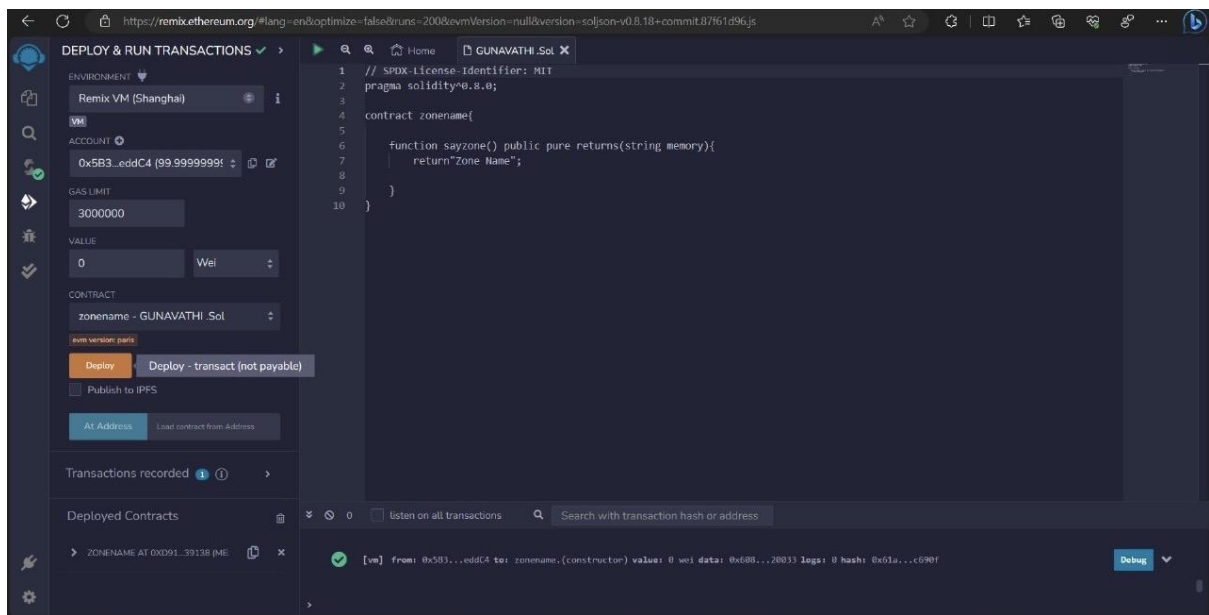 https://remix.ethereum.org/#lang=en&optimize=false&runs=200&evmVersion=null&version=soljson-v0.8.18+commit.87f61d96.js
DEPLOY & RUN TRANSACTIONS
ENVIRONMENT
Remix VM (Shanghai)
VM
ACCOUNT
0x5B3...eddC4 (99.9999999
GAS LIMIT
3000000
VALUE
0 Wei
CONTRACT
zonename - GUNAVATHI .Sol
evm version: paris
Deploy
Deploy - transact (not payable)
Publish to IPFS
At Address Load contract from Address
Transactions recorded 1
Deployed Contracts
ZONENAME AT 0XD91...39138 (ME
Home GUNAVATHI .Sol
1 // SPDX-License-Identifier: MIT
2 pragma solidity^0.8.0;
3
4 contract zonename{
5
6 function sayzone() public pure returns(string memory){
7 return"Zone Name";
8
9 }
10 }
0 listen on all transactions Search with transaction hash or address
[vm] from: 0x5B3...eddC4 to: zonename.(constructor) value: 0 wei data: 0x608...20033 logs: 0 hash: 0x61a...c690f
Debug
>